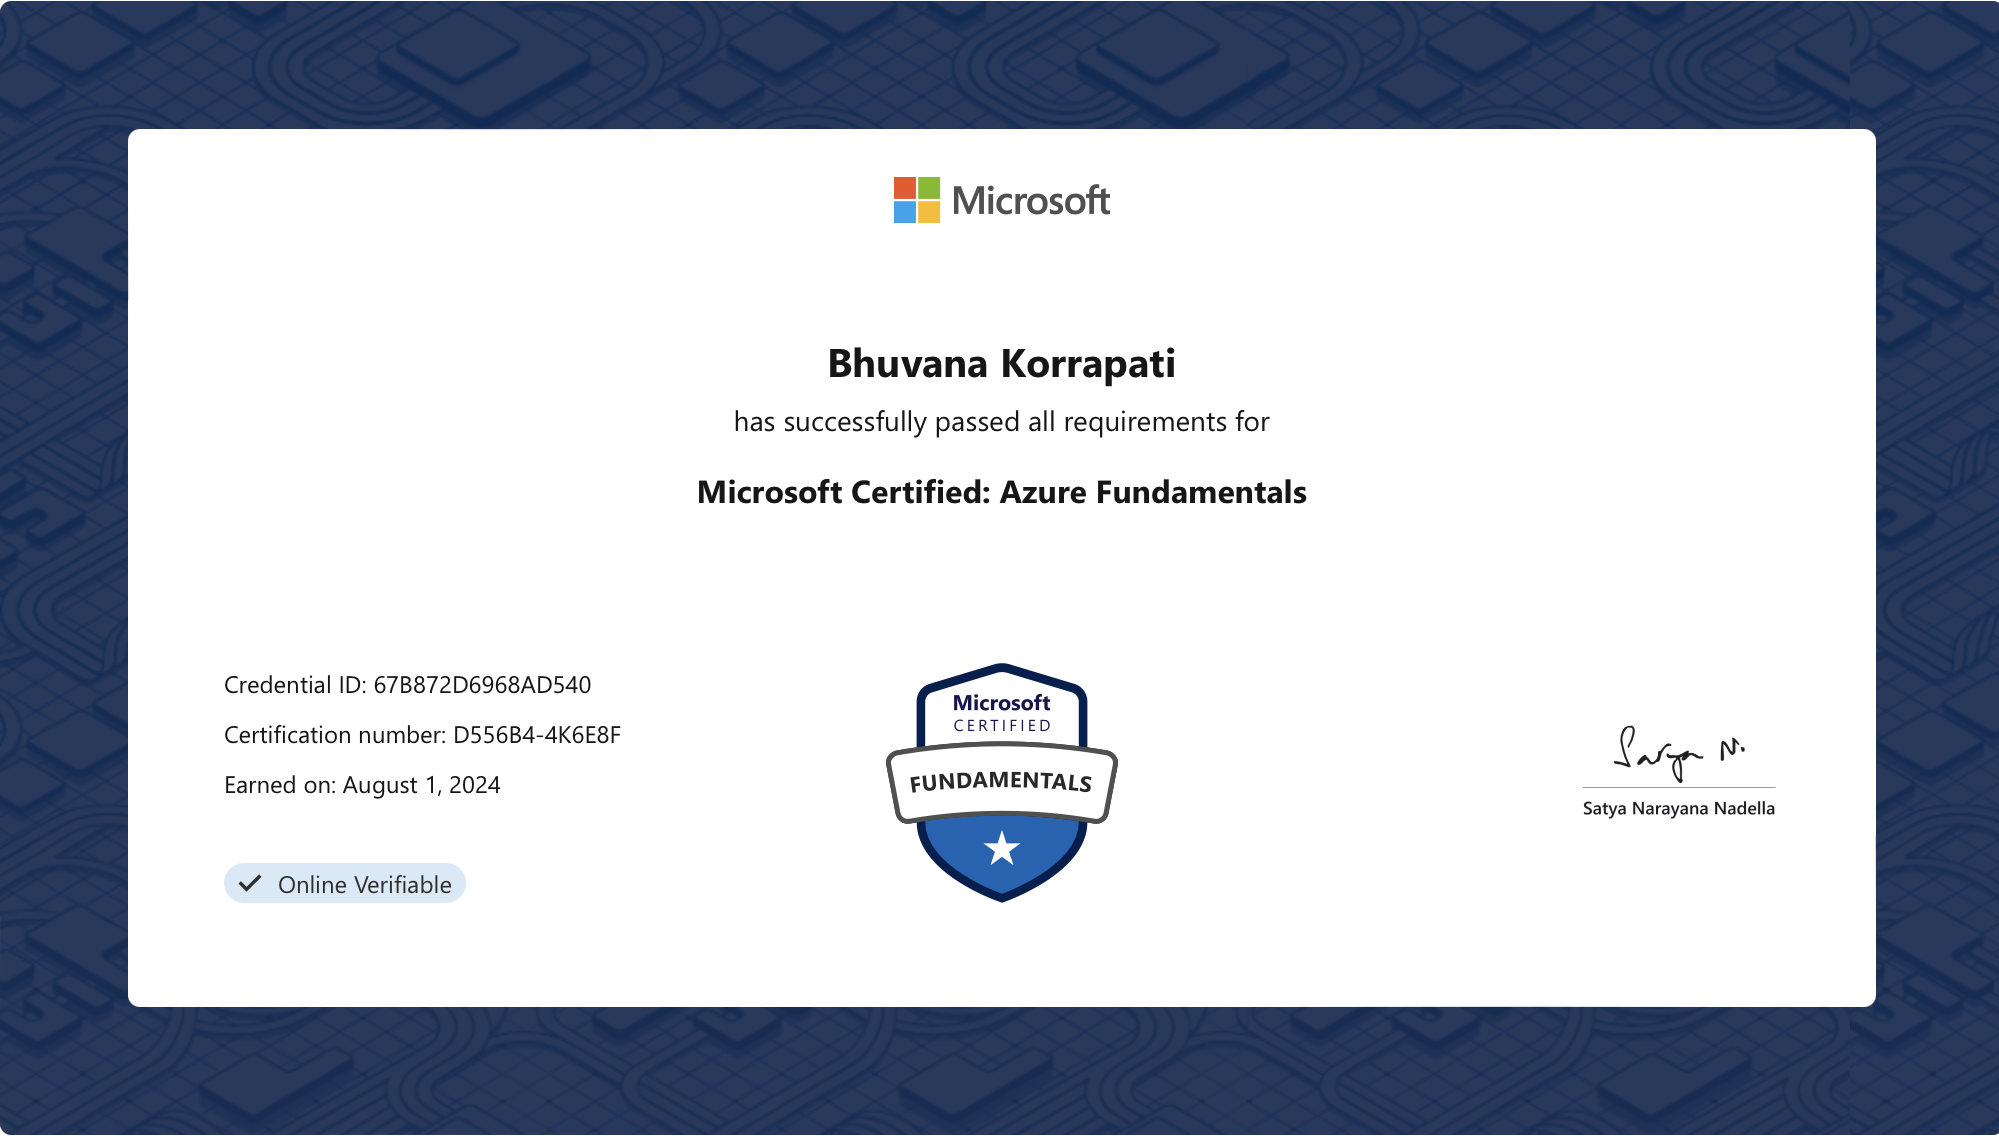 Microsoft
Bhuvana Korrapati
has successfully passed all requirements for
Microsoft Certified: Azure Fundamentals
Credential ID: 67B872D6968AD540
Certification number: D556B4-4K6E8F
Earned on: August 1, 2024
Online Verifiable
Microsoft
CERTIFIED
FUNDAMENTALS
Satya N.
Satya Narayana Nadella